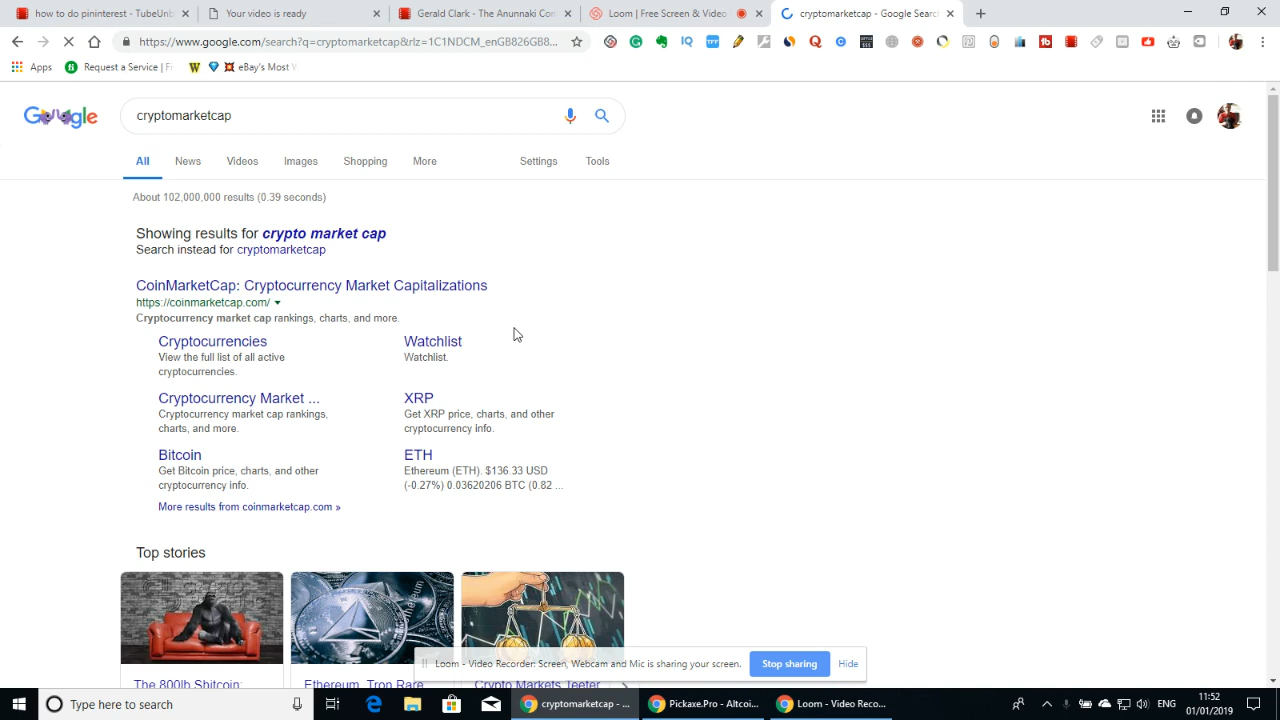 how to do pinterest - TubeUn
Your video is ready
Gerald Clark - The Anunnaki Con
Loom | Free Screen & Video
cryptomarketcap - Google Search
https://www.google.com/search?q=cryptomarketcap&rlz=1C1NDCM_enGB826GB8...
Apps
Request a Service | Fi
eBay's Most W
Google
cryptomarketcap
All
News
Videos
Images
Shopping
More
Settings
Tools
About 102,000,000 results (0.39 seconds)
Showing results for crypto market cap
Search instead for cryptomarketcap
CoinMarketCap: Cryptocurrency Market Capitalizations
https://coinmarketcap.com/
Cryptocurrency market cap rankings, charts, and more.
Cryptocurrencies
View the full list of all active
cryptocurrencies.
Watchlist
Watchlist.
Cryptocurrency Market ...
Cryptocurrency market cap rankings,
charts, and more.
XRP
Get XRP price, charts, and other
cryptocurrency info.
Bitcoin
Get Bitcoin price, charts, and other
cryptocurrency info.
ETH
Ethereum (ETH). $136.33 USD
(-0.27%) 0.03620206 BTC (0.82 ...
More results from coinmarketcap.com »
Top stories
The 800lb Shitcoin:
Ethereum, Tron Rare
Crypto Markets Teeter
Loom - Video Recorder: Screen, Webcam and Mic is sharing your screen.
Stop sharing
Hide
Type here to search
cryptomarketcap - ...
Pickaxe.Pro - Altcoi...
Loom - Video Reco...
ENG
11:52
01/01/2019